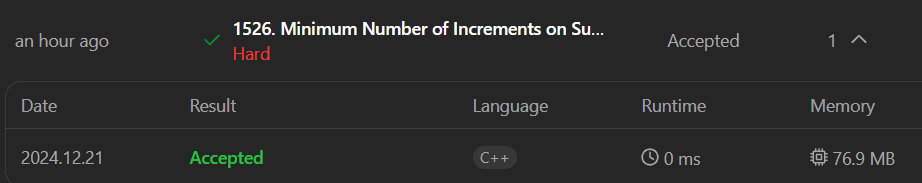 an hour ago 1526. Minimum Number of Increments on Su... Accepted 1
Hard
Date Result Language Runtime Memory
2024.12.21 Accepted C++ 0 ms 76.9 MB